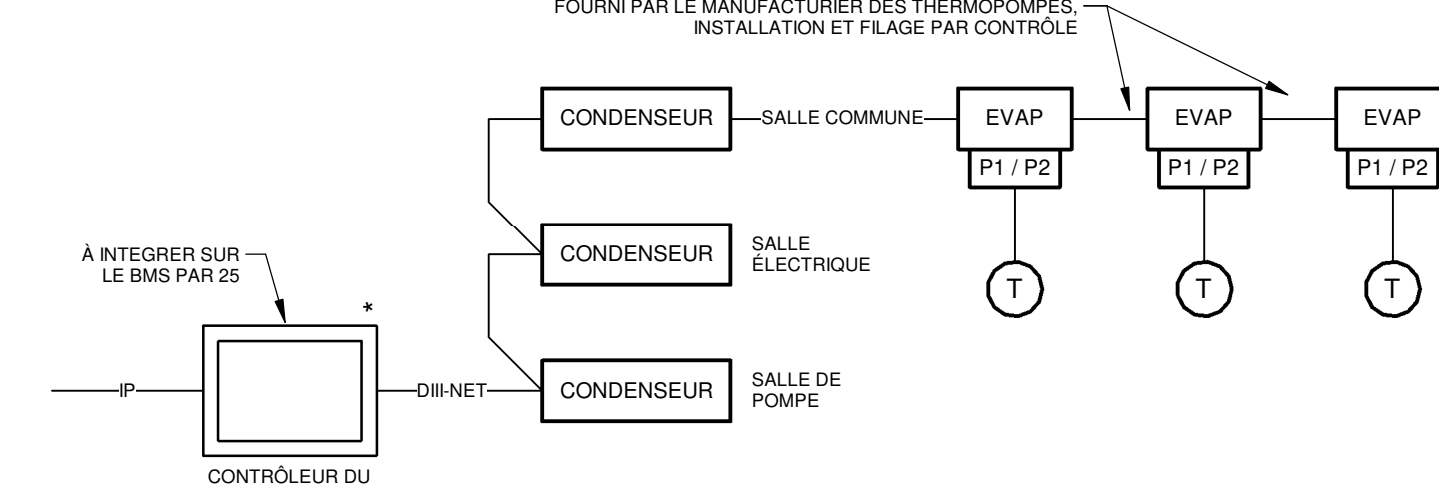 FOURNI PAR LE MANUFACTURIER DES THERMOPOMPES,
INSTALLATION ET FILAGE PAR CONTRÔLE
CONDENSEUR
SALLE COMMUNE
EVAP
EVAP
EVAP
P1 / P2
P1 / P2
P1 / P2
À INTEGRER SUR
LE BMS PAR 25
CONDENSEUR
SALLE
ÉLECTRIQUE
T
T
T
*
IP
DIII-NET
CONDENSEUR
SALLE DE
POMPE
CONTRÔLEUR DU